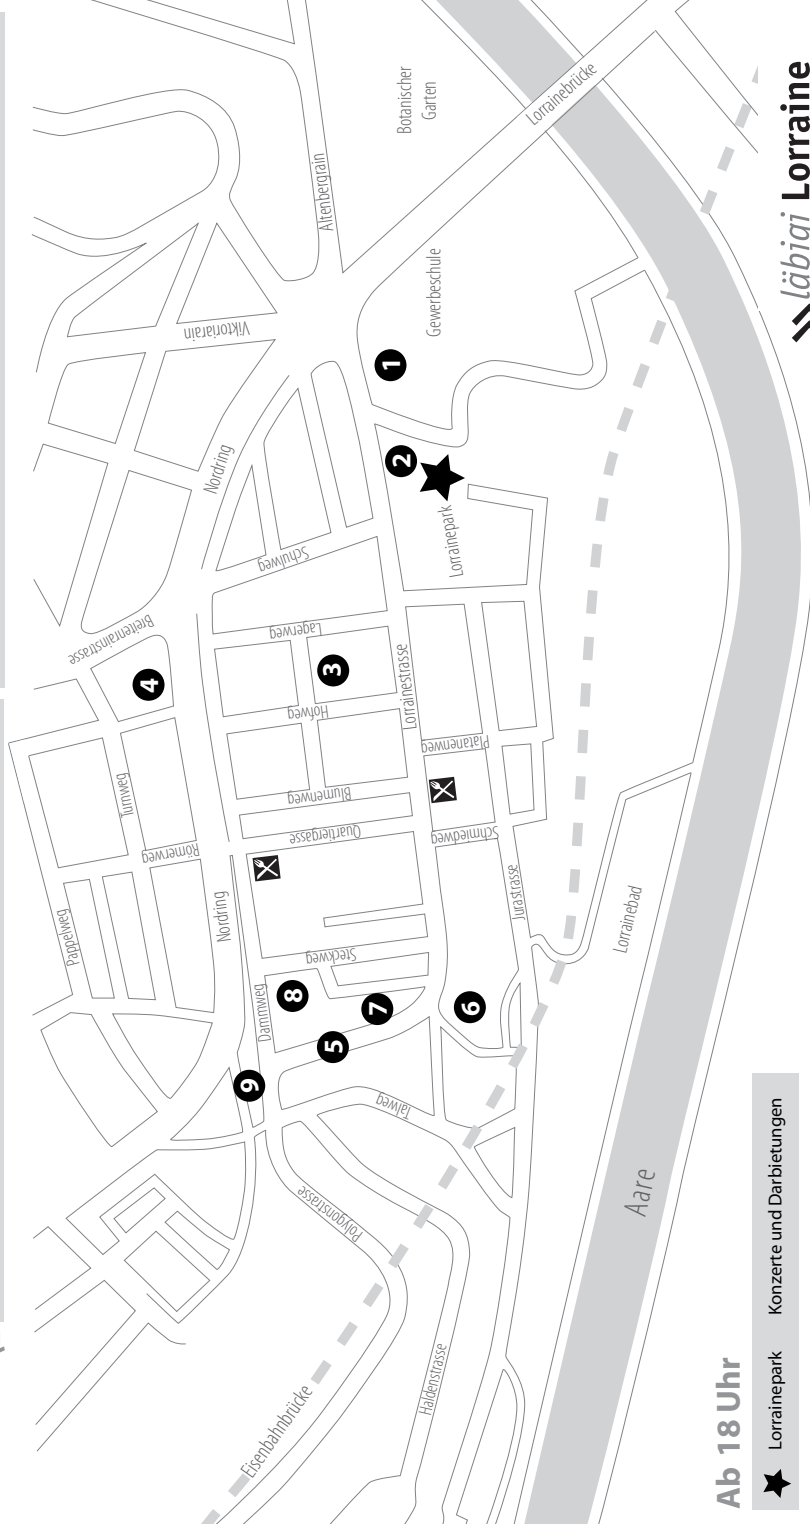 Botanischer
Garten
Lorrainebrücke
Altenbergrain
Viktoriarain
Gewerbeschule
1
Nordring
2
Lorrainepark
Schulweg
Breitenrainstrasse
Lagerweg
4
3
Hofweg
Lorrainestrasse
Platanenweg
Turnweg
Blumenweg
Quartiergasse
Schmiedweg
Römerweg
Nordring
Jurastrasse
Pappelweg
Lorrainebad
Steckweg
Dammweg
8
7
6
5
9
Talweg
Polygonstrasse
Aare
Haldenstrasse
Eisenbahnbrücke
läbigi Lorraine
Ab 18 Uhr
Lorrainepark Konzerte und Darbietungen